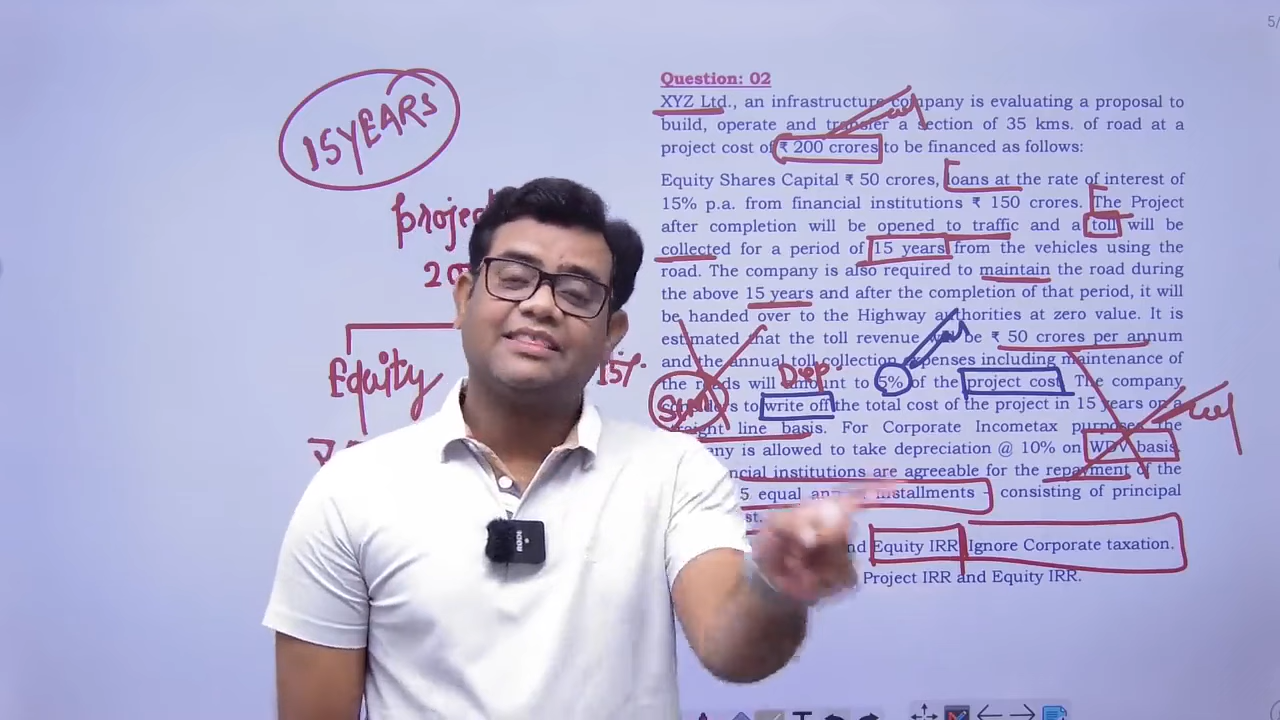 5/
15 YEARS
Equity
15%
Question: 02
XYZ Ltd., an infrastructure company is evaluating a proposal to
build, operate and transfer a section of 35 kms. of road at a
project cost of ₹ 200 crores to be financed as follows:
Equity Shares Capital ₹ 50 crores, loans at the rate of interest of
15% p.a. from financial institutions ₹ 150 crores. The Project
after completion will be opened to traffic and a toll will be
collected for a period of 15 years from the vehicles using the
road. The company is also required to maintain the road during
the above 15 years and after the completion of that period, it will
be handed over to the Highway authorities at zero value. It is
estimated that the toll revenue be ₹ 50 crores per annum
and the annual toll collection expenses including maintenance of
the roads will amount to 5% of the project cost. The company
to write off the total cost of the project in 15 years on a
straight line basis. For Corporate Incometax purposes the
is allowed to take depreciation @ 10% on WDV basis
institutions are agreeable for the repayment of the
5 equal installments - consisting of principal
Equity IRR Ignore Corporate taxation.
Project IRR and Equity IRR.
Dep.
SLM